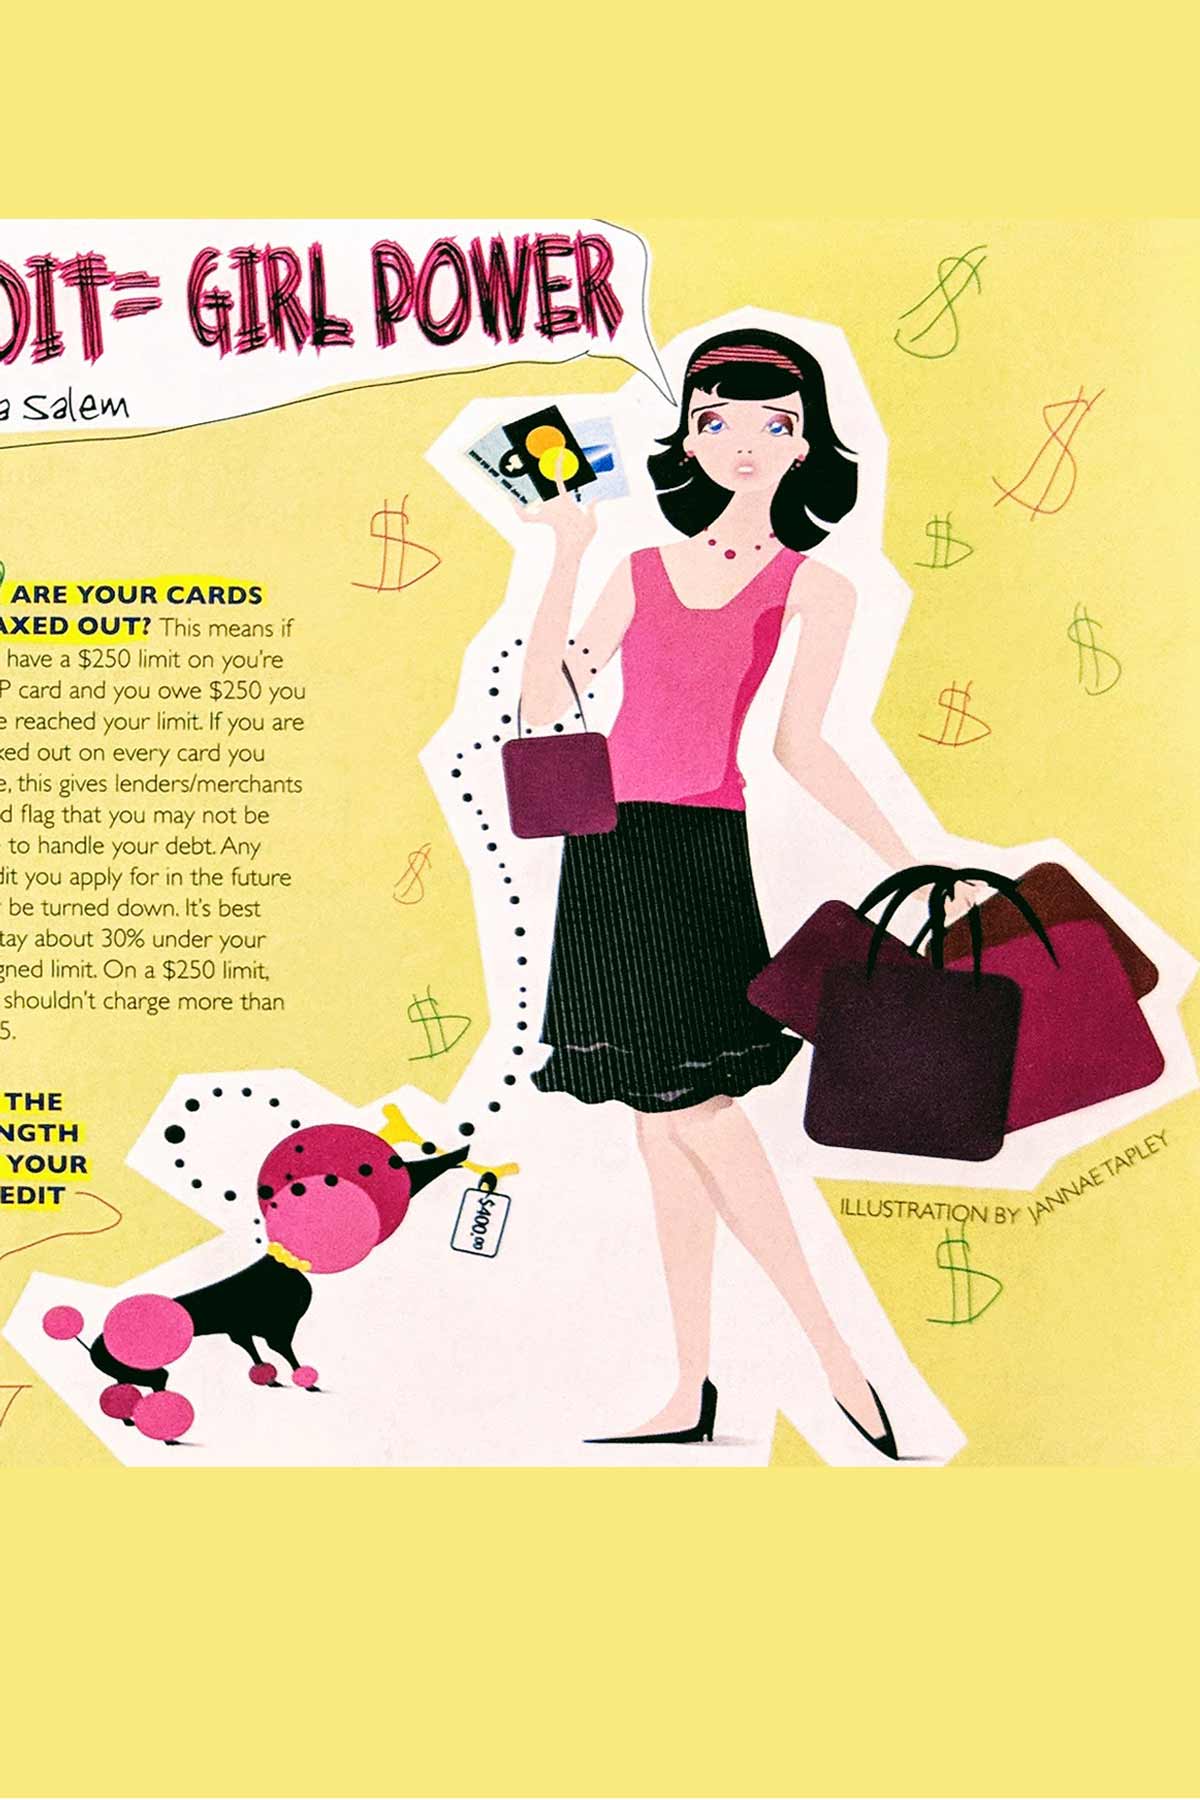 DIT= GIRL POWER
a Salem
ARE YOUR CARDS
AXED OUT? This means if
have a $250 limit on you're
P card and you owe $250 you
e reached your limit. If you are
ked out on every card you
e, this gives lenders/merchants
d flag that you may not be
to handle your debt. Any
dit you apply for in the future
be turned down. It's best
tay about 30% under your
gned limit. On a $250 limit,
shouldn't charge more than
5.
THE
NGTH
YOUR
EDIT
$400.00
ILLUSTRATION BY JANNAE TAPLEY